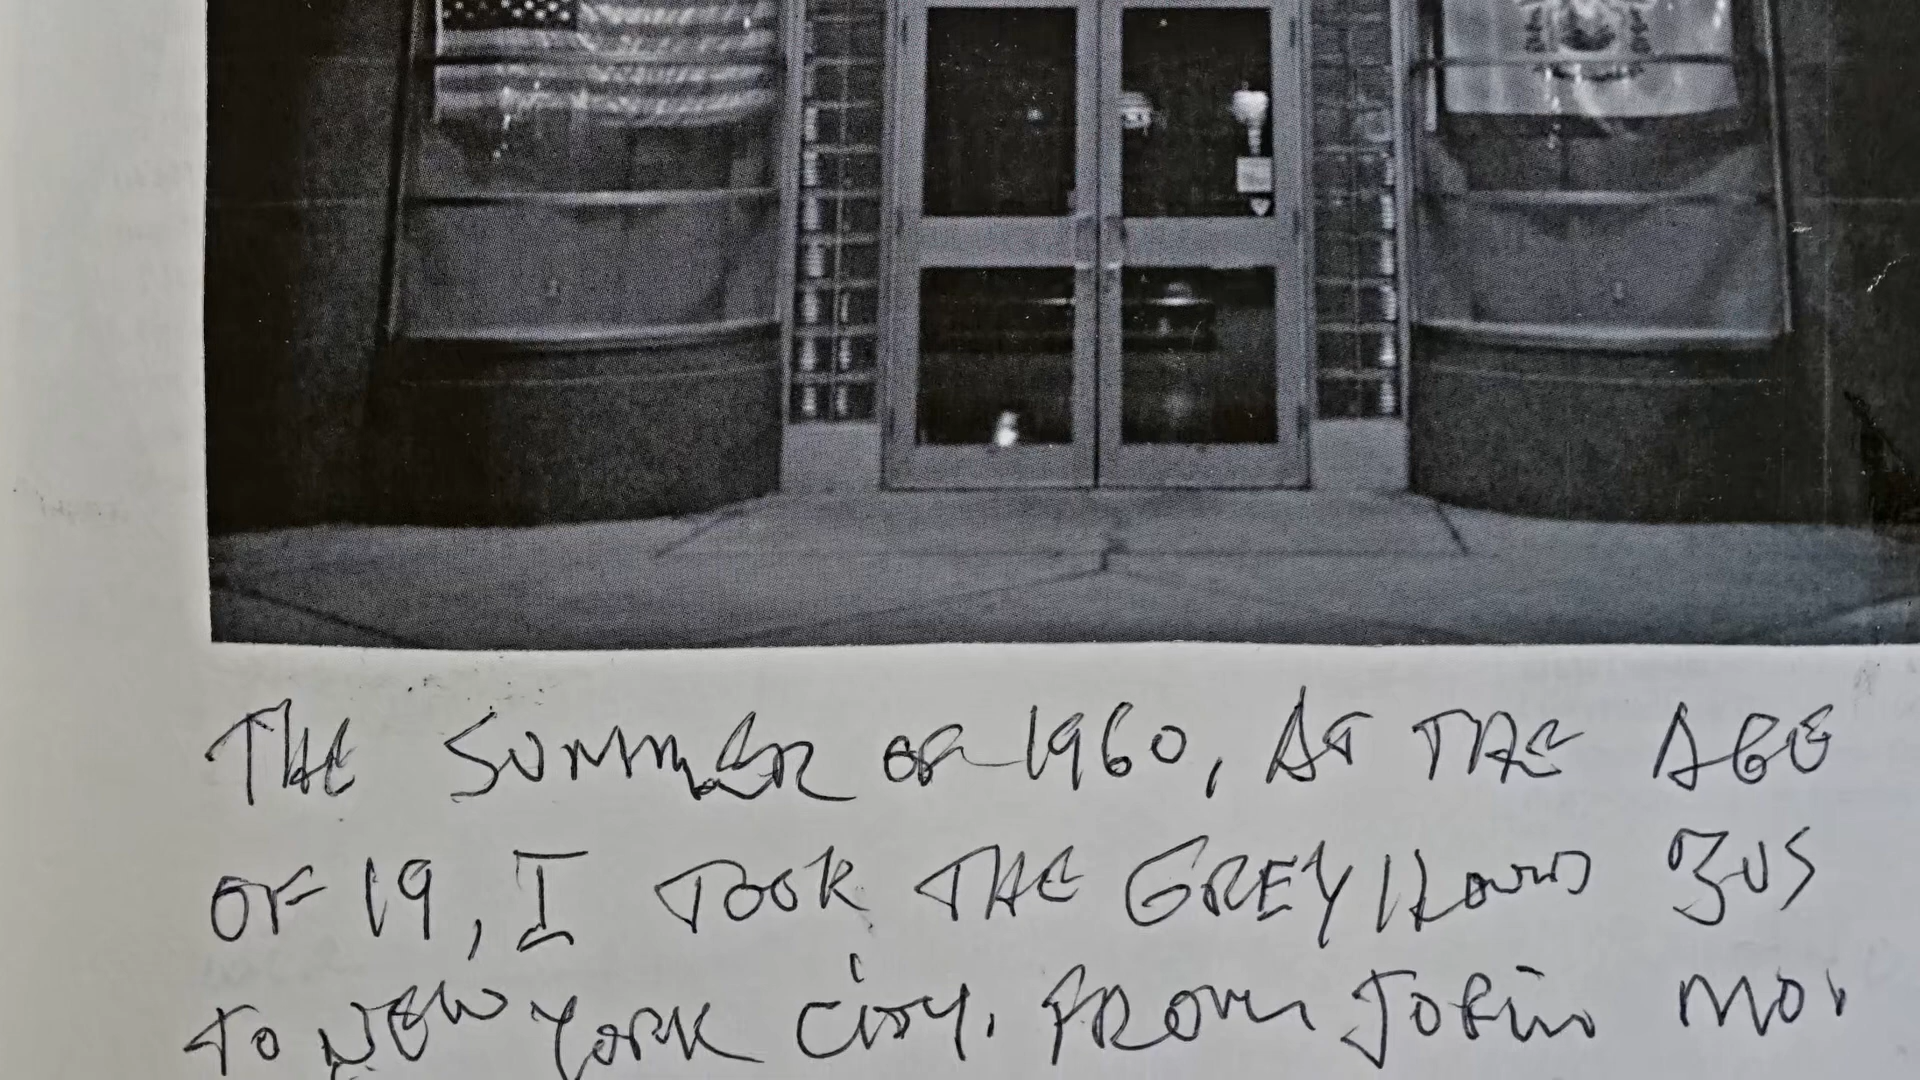 THE SUMMER OF 1960, AT THE AGE
OF 19, I TOOK THE GREYHOUND BUS
TO NEW YORK CITY. FROM JOPLIN MO.